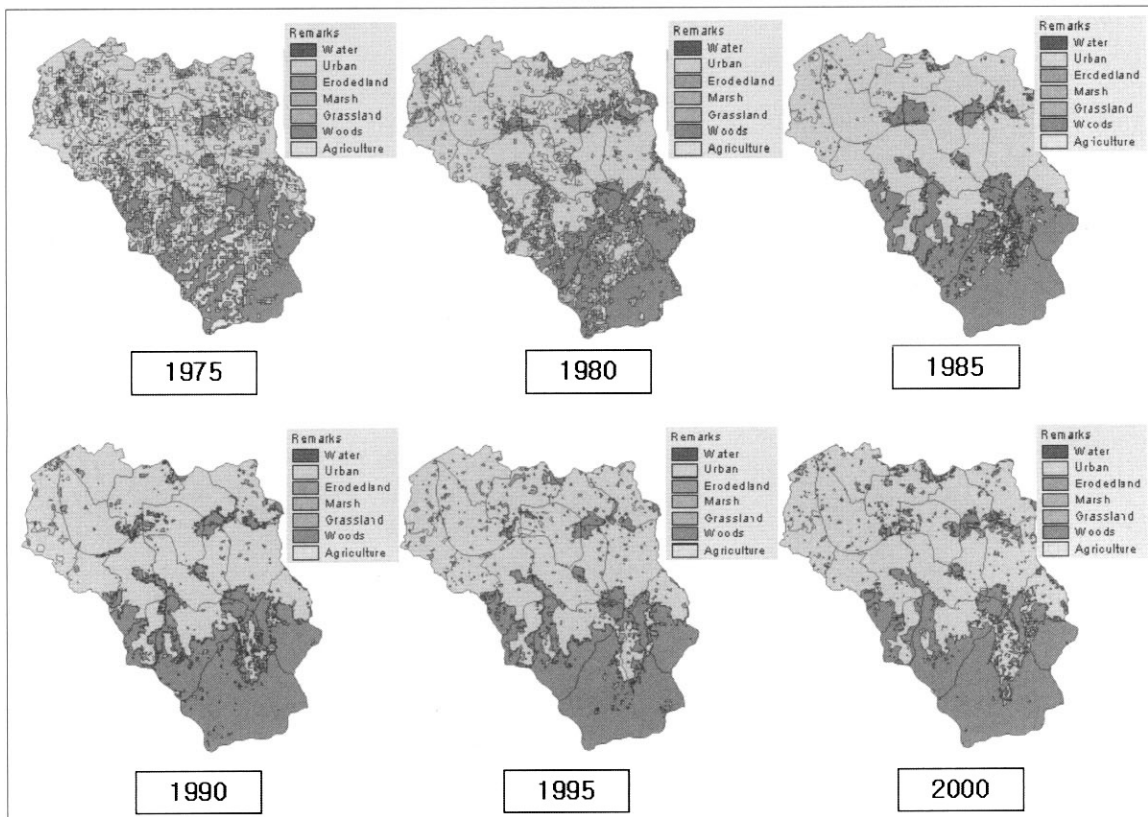 Remarks
Water
Urban
Erodedland
Marsh
Grassland
Woods
Agriculture
1975
Remarks
Water
Urban
Erodedland
Marsh
Grassland
Woods
Agriculture
1980
Remarks
Water
Urban
Erodedland
Marsh
Grassland
Woods
Agriculture
1985
Remarks
Water
Urban
Erodedland
Marsh
Grassland
Woods
Agriculture
1990
Remarks
Water
Urban
Erodedland
Marsh
Grassland
Woods
Agriculture
1995
Remarks
Water
Urban
Erodedland
Marsh
Grassland
Woods
Agriculture
2000